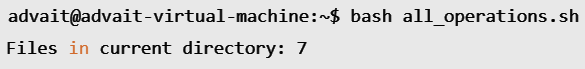 advait@advait-virtual-machine:~$ bash all_operations.sh
Files in current directory: 7